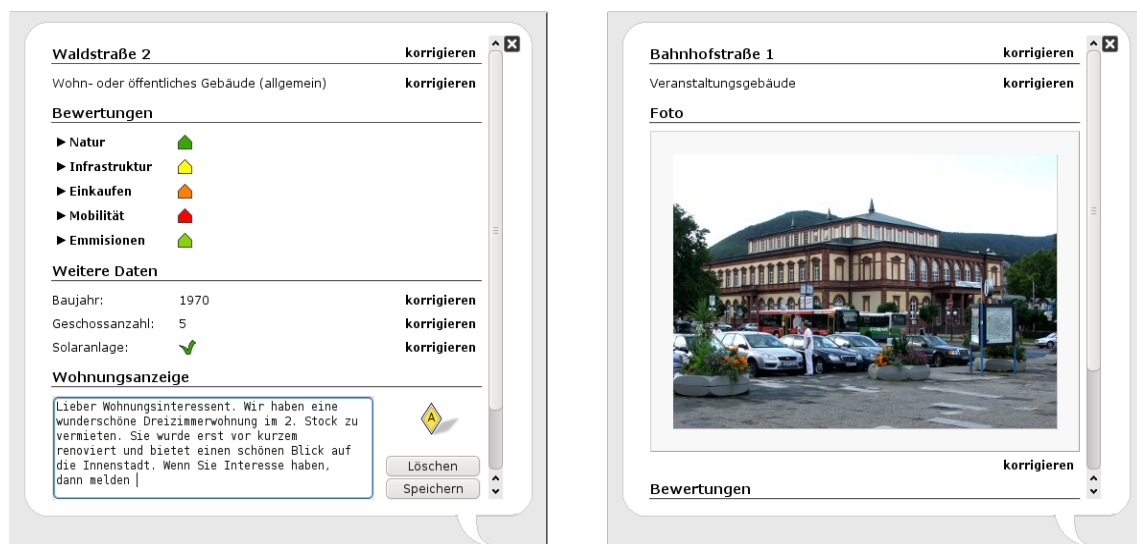 Waldstraße 2 korrigieren
Wohn- oder öffentliches Gebäude (allgemein) korrigieren
Bewertungen
Natur
Infrastruktur
Einkaufen
Mobilität
Emmisionen
Weitere Daten
Baujahr: 1970 korrigieren
Geschossanzahl: 5 korrigieren
Solaranlage: korrigieren
Wohnungsanzeige
Lieber Wohnungsinteressent. Wir haben eine
wunderschöne Dreizimmerwohnung im 2. Stock zu
vermieten. Sie wurde erst vor kurzem
renoviert und bietet einen schönen Blick auf
die Innenstadt. Wenn Sie Interesse haben,
dann melden
A
Löschen
Speichern
Bahnhofstraße 1 korrigieren
Veranstaltungsgebäude korrigieren
Foto
korrigieren
Bewertungen